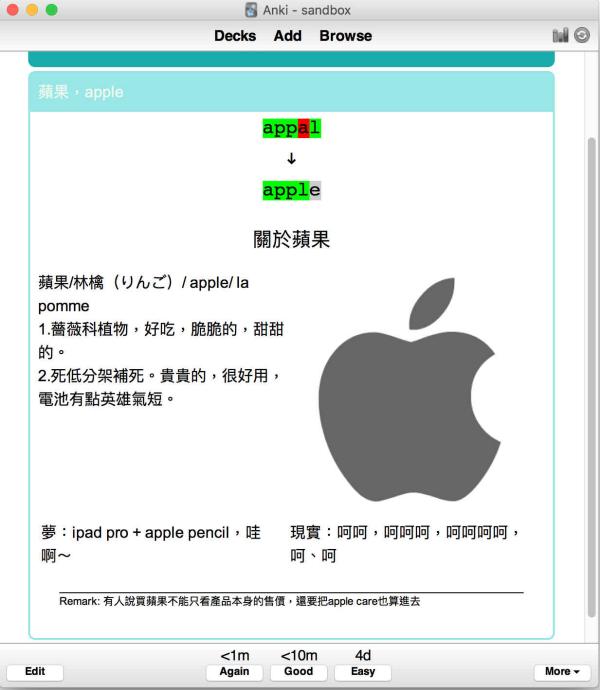 Anki - sandbox
Decks Add Browse
蘋果，apple
appal
↓
apple
關於蘋果
蘋果/林檎（りんご）/ apple/ la
pomme
1.薔薇科植物，好吃，脆脆的，甜甜
的。
2.死低分架補死。貴貴的，很好用，
電池有點英雄氣短。
夢：ipad pro + apple pencil，哇
啊～
現實：呵呵，呵呵呵，呵呵呵呵，
呵、呵
Remark: 有人說買蘋果不能只看產品本身的售價，還要把apple care也算進去
<1m <10m 4d
Edit Again Good Easy More